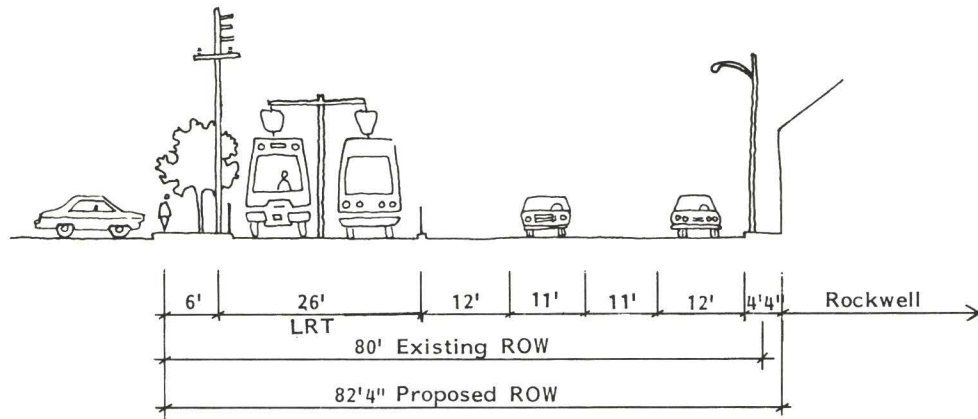 6' 26' 12' 11' 11' 12' 4'4" Rockwell
LRT
80' Existing ROW
82'4" Proposed ROW